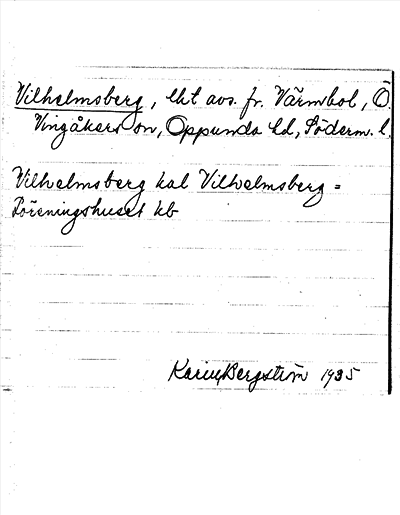 Vilhelmsberg, lht avs. fr. Värmbol, Ö.
Vingåkers sn, Oppunda hd, Söderm. l.
Vilhelmsberg kal Vilhelmsberg =
Föreningshuset kb
Karin Bergström 1935